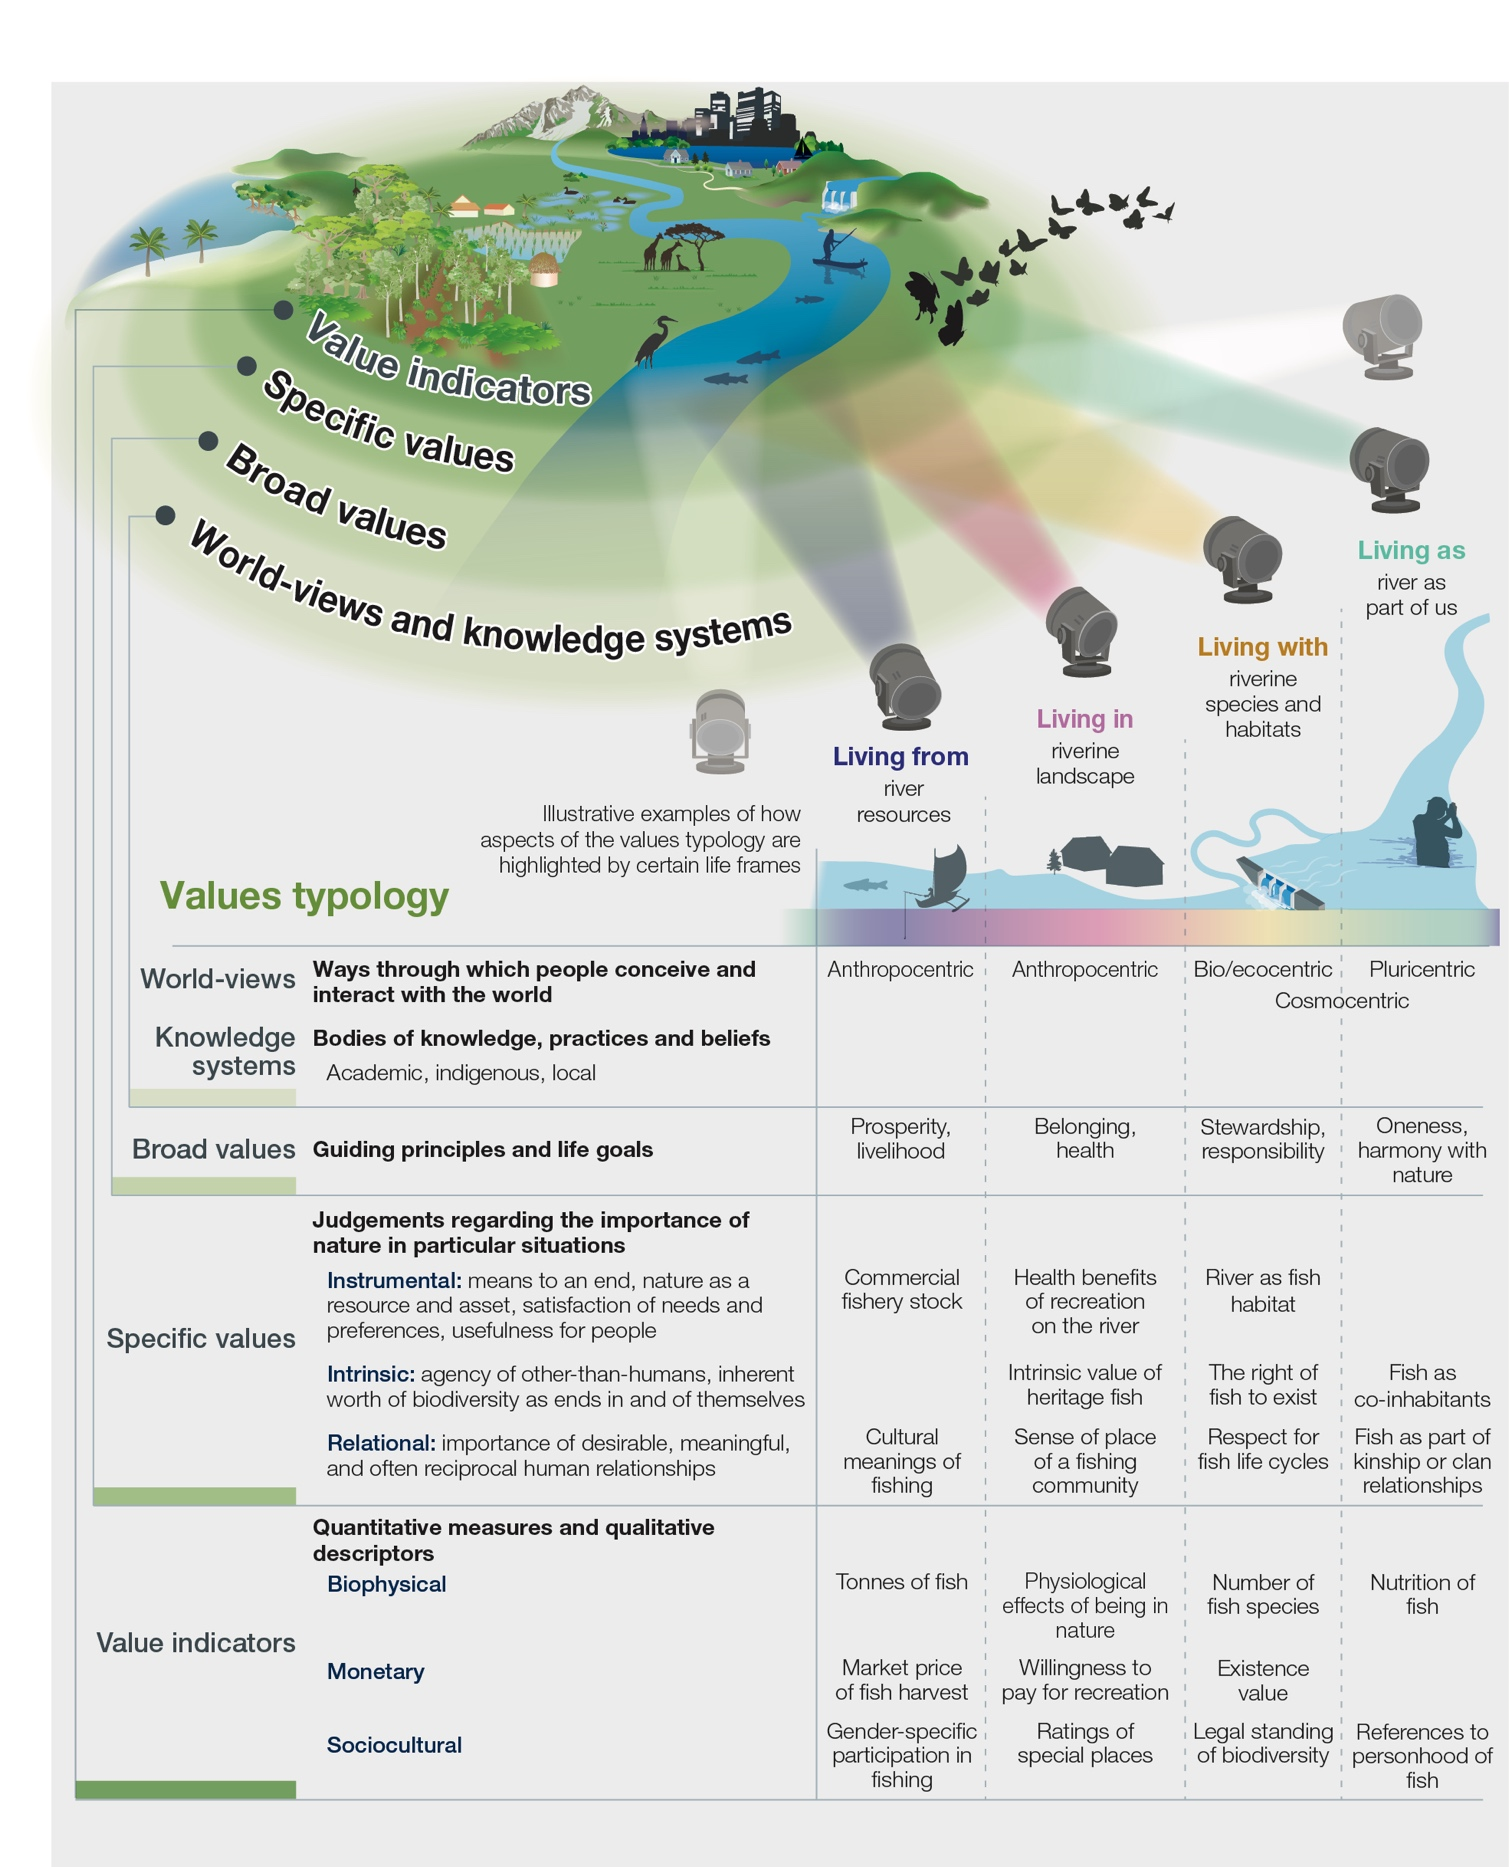 Value indicators
Specific values
Broad values
World-views and knowledge systems
Living as
river as
part of us
Living with
riverine
species and
habitats
Living in
riverine
landscape
Living from
river
resources
Illustrative examples of how
aspects of the values typology are
highlighted by certain life frames
Values typology
World-views
Ways through which people conceive and
interact with the world
Anthropocentric
Anthropocentric
Bio/ecocentric
Pluricentric
Cosmocentric
Knowledge
systems
Bodies of knowledge, practices and beliefs
Academic, indigenous, local
Broad values
Guiding principles and life goals
Prosperity,
livelihood
Belonging,
health
Stewardship,
responsibility
Oneness,
harmony with
nature
Specific values
Judgements regarding the importance of
nature in particular situations
Instrumental: means to an end, nature as a
resource and asset, satisfaction of needs and
preferences, usefulness for people
Commercial
fishery stock
Health benefits
of recreation
on the river
River as fish
habitat
Intrinsic: agency of other-than-humans, inherent
worth of biodiversity as ends in and of themselves
Intrinsic value of
heritage fish
The right of
fish to exist
Fish as
co-inhabitants
Relational: importance of desirable, meaningful,
and often reciprocal human relationships
Cultural
meanings of
fishing
Sense of place
of a fishing
community
Respect for
fish life cycles
Fish as part of
kinship or clan
relationships
Value indicators
Quantitative measures and qualitative
descriptors
Biophysical
Tonnes of fish
Physiological
effects of being in
nature
Number of
fish species
Nutrition of
fish
Monetary
Market price
of fish harvest
Willingness to
pay for recreation
Existence
value
Sociocultural
Gender-specific
participation in
fishing
Ratings of
special places
Legal standing
of biodiversity
References to
personhood of
fish